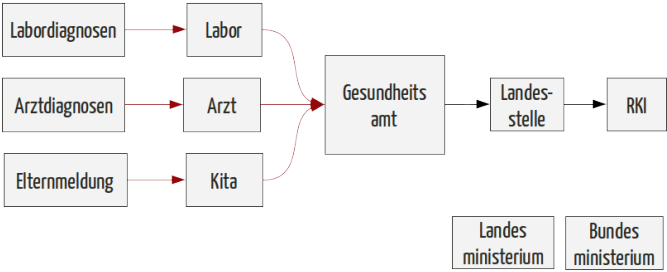 Labordiagnosen
Labor
Arztdiagnosen
Arzt
Elternmeldung
Kita
Gesundheits
amt
Landes-
stelle
RKI
Landes
ministerium
Bundes
ministerium